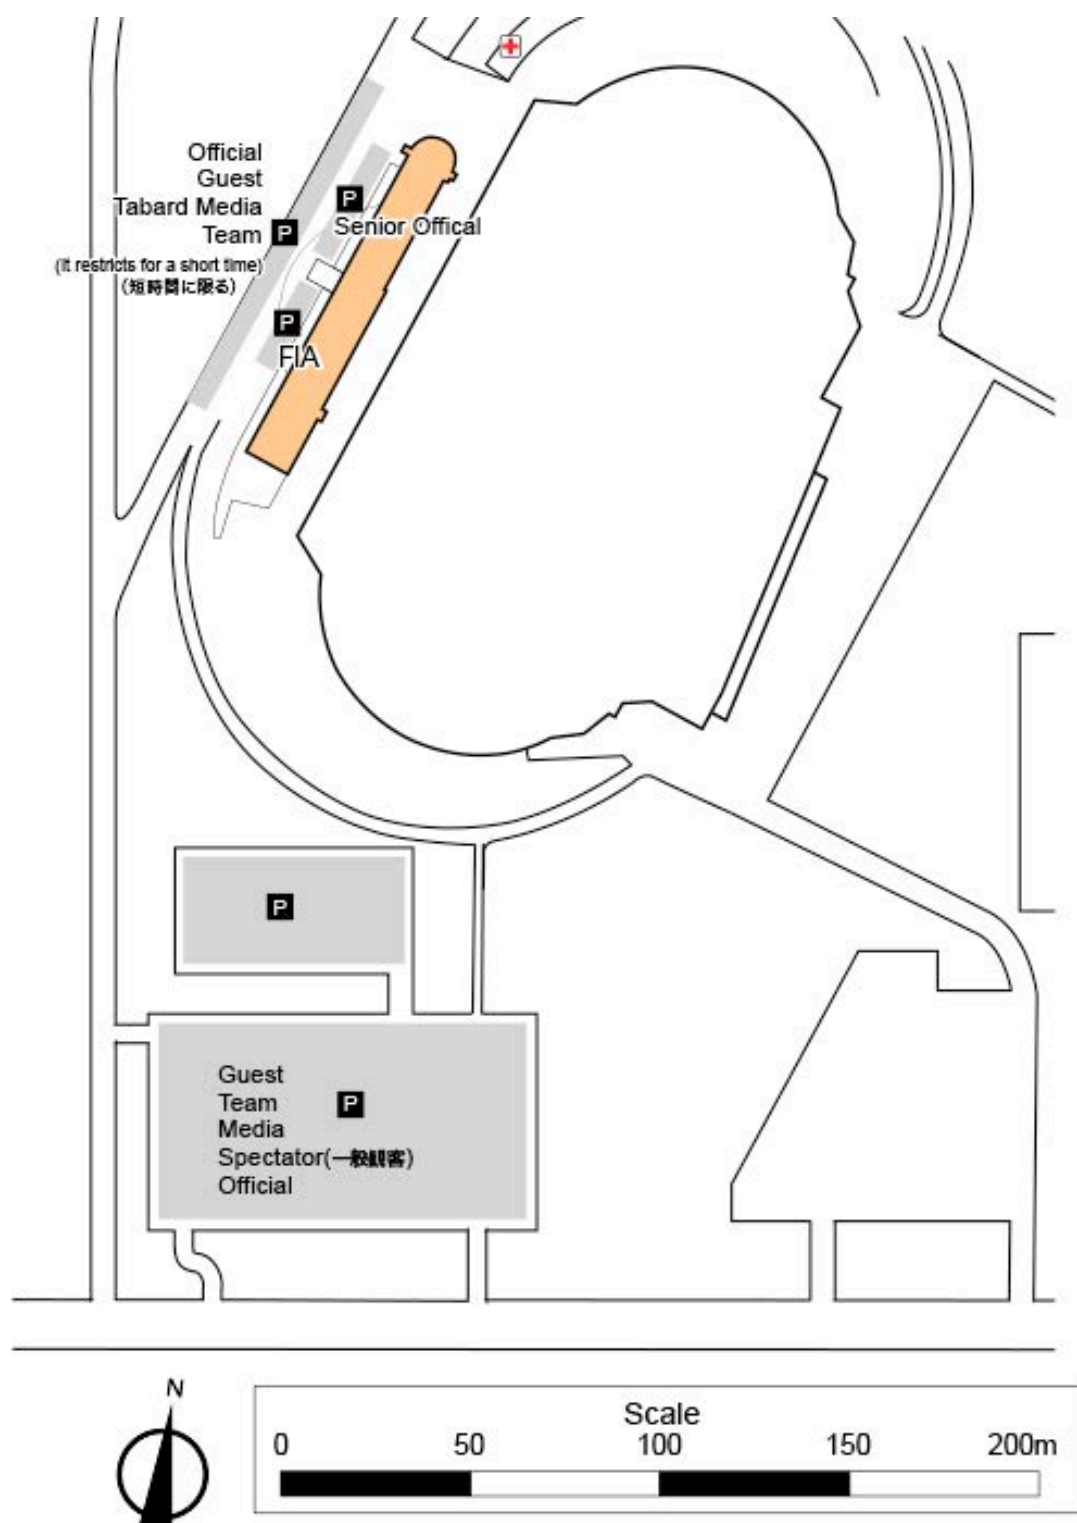 Official
Guest
Tabard Media
Team
P
P
Senior Offical
(It restricts for a short time)
（短時間に限る）
P
FIA
P
Guest
Team
P
Media
Spectator(一般観客)
Official
N
Scale
0 50 100 150 200m